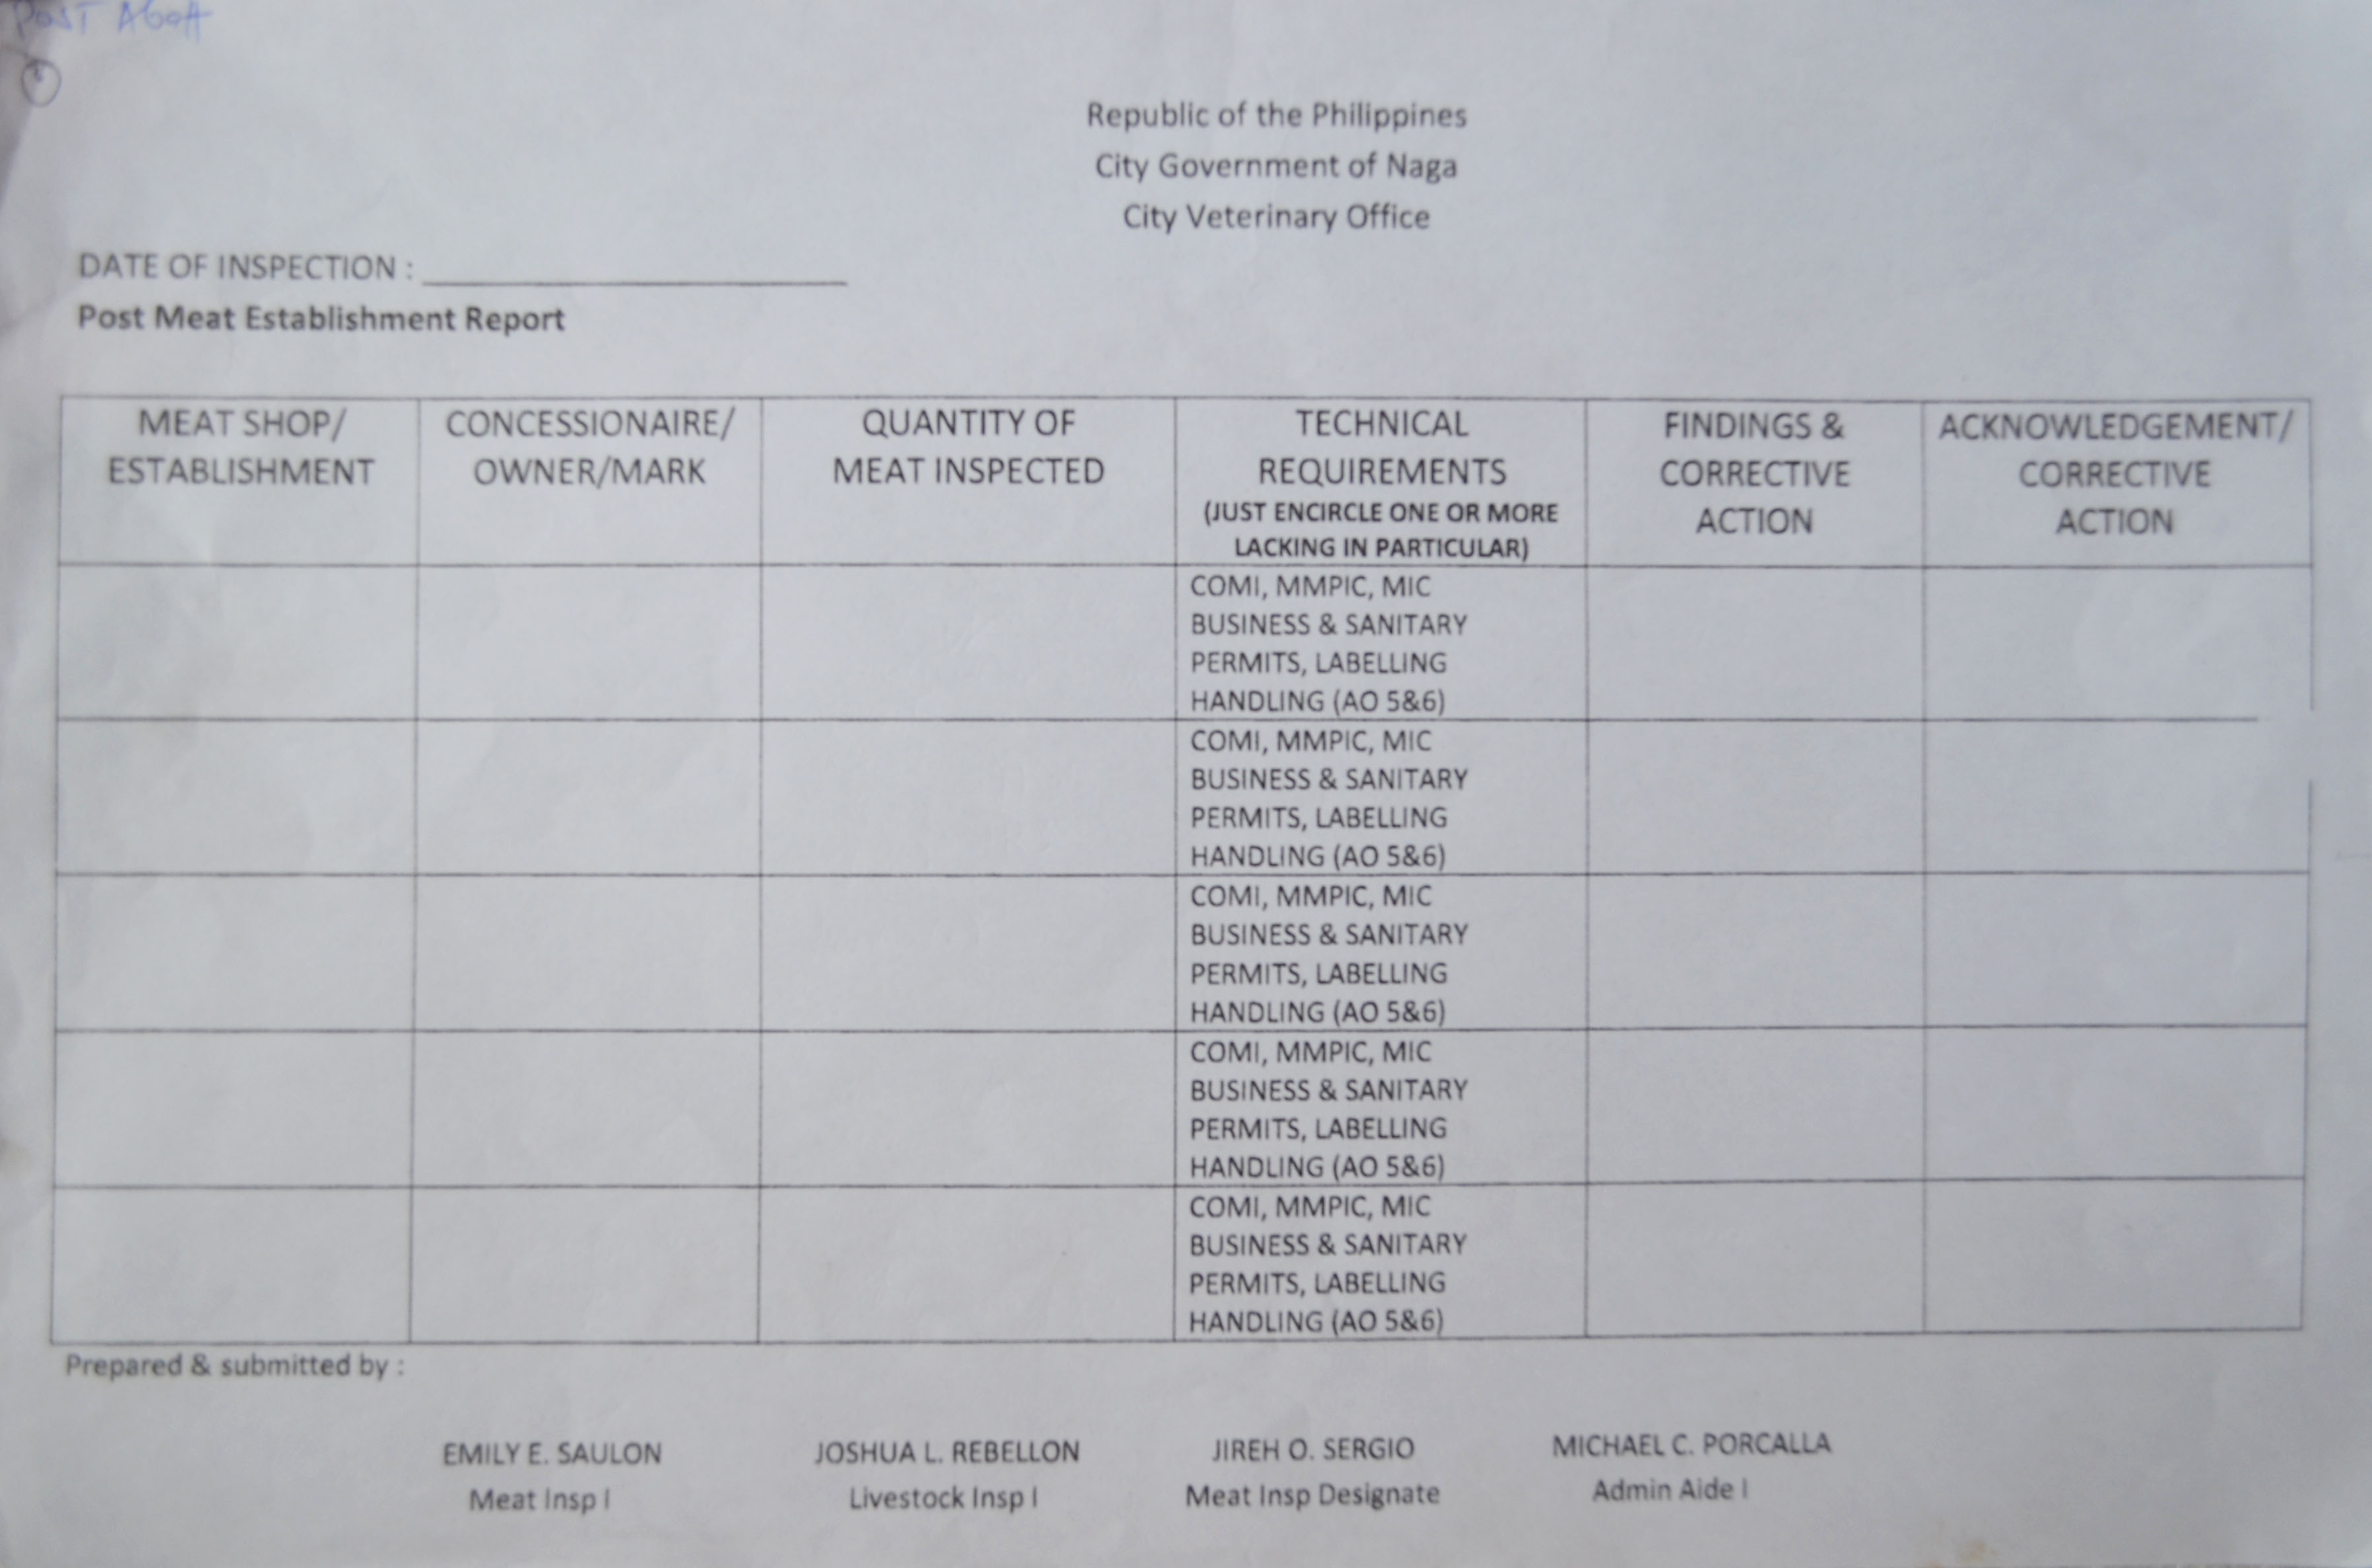 POST
Republic of the Philippines
City Government of Naga
City Veterinary Office
DATE OF INSPECTION : ____________________
Post Meat Establishment Report
MEAT SHOP/
ESTABLISHMENT
CONCESSIONAIRE/
OWNER/MARK
QUANTITY OF
MEAT INSPECTED
TECHNICAL
REQUIREMENTS
(JUST ENCIRCLE ONE OR MORE
LACKING IN PARTICULAR)
FINDINGS &
CORRECTIVE
ACTION
ACKNOWLEDGEMENT/
CORRECTIVE
ACTION
COMI, MMPIC, MIC
BUSINESS & SANITARY
PERMITS, LABELLING
HANDLING (AO 5&6)
COMI, MMPIC, MIC
BUSINESS & SANITARY
PERMITS, LABELLING
HANDLING (AO 5&6)
COMI, MMPIC, MIC
BUSINESS & SANITARY
PERMITS, LABELLING
HANDLING (AO 5&6)
COMI, MMPIC, MIC
BUSINESS & SANITARY
PERMITS, LABELLING
HANDLING (AO 5&6)
COMI, MMPIC, MIC
BUSINESS & SANITARY
PERMITS, LABELLING
HANDLING (AO 5&6)
Prepared & submitted by :
EMILY E. SAULON
Meat Insp I
JOSHUA L. REBELLON
Livestock Insp I
JIREH O. SERGIO
Meat Insp Designate
MICHAEL C. PORCALLA
Admin Aide I